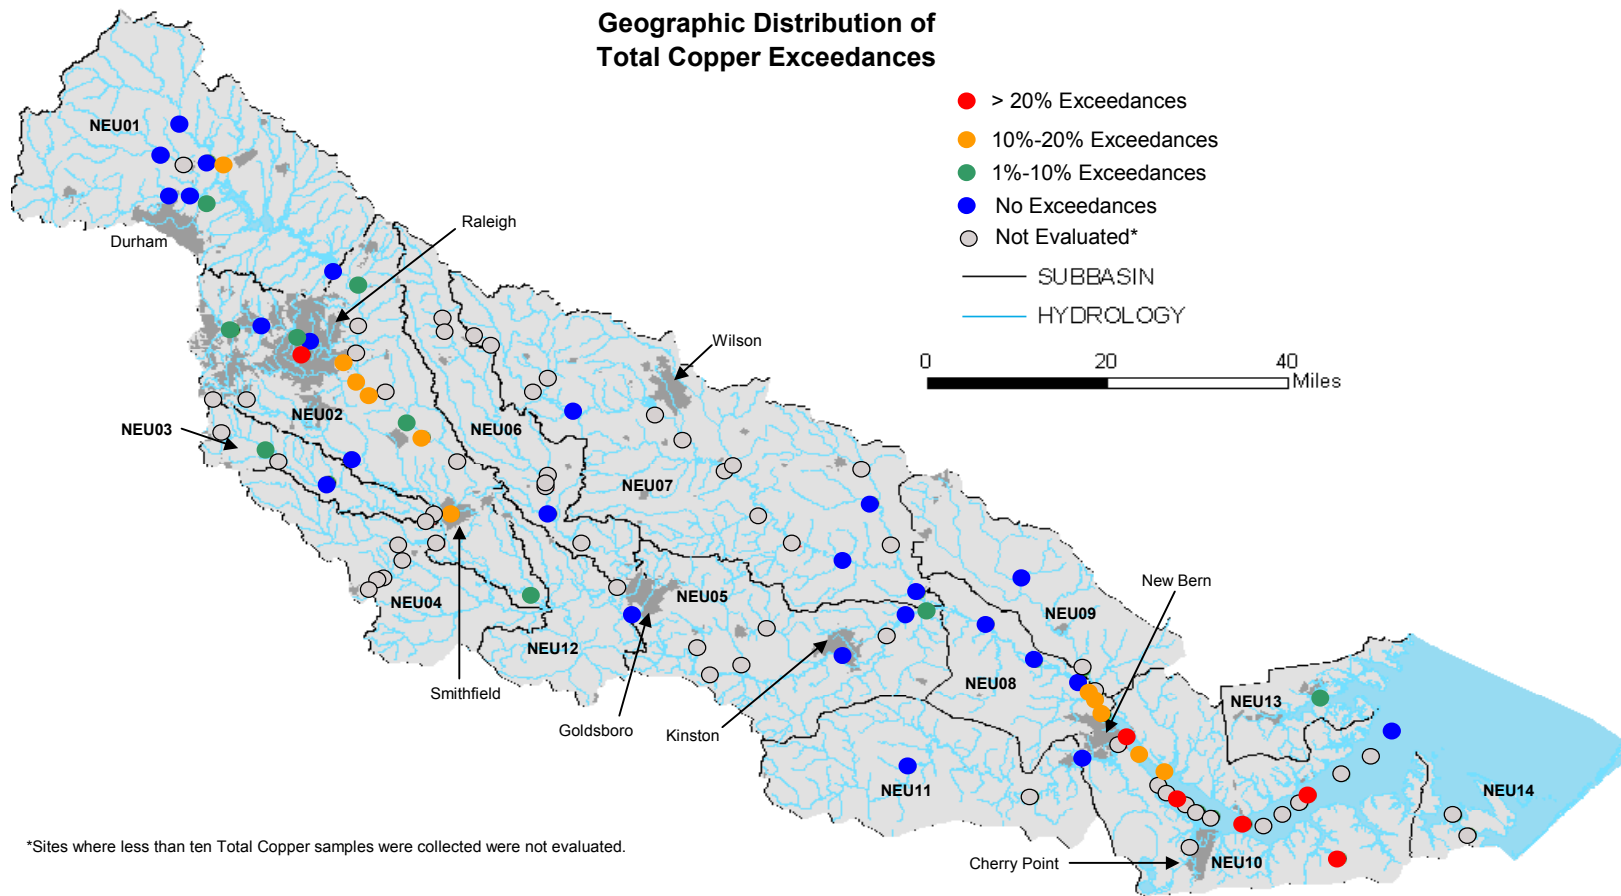 Geographic Distribution of
Total Copper Exceedances
> 20% Exceedances
10%-20% Exceedances
1%-10% Exceedances
No Exceedances
Not Evaluated*
SUBBASIN
HYDROLOGY
0 20 40
Miles
NEU01
Durham
Raleigh
Wilson
NEU02
NEU03
NEU06
NEU07
NEU04
NEU05
NEU12
Smithfield
Goldsboro
Kinston
NEU08
NEU09
New Bern
NEU11
NEU13
NEU14
NEU10
Cherry Point
*Sites where less than ten Total Copper samples were collected were not evaluated.